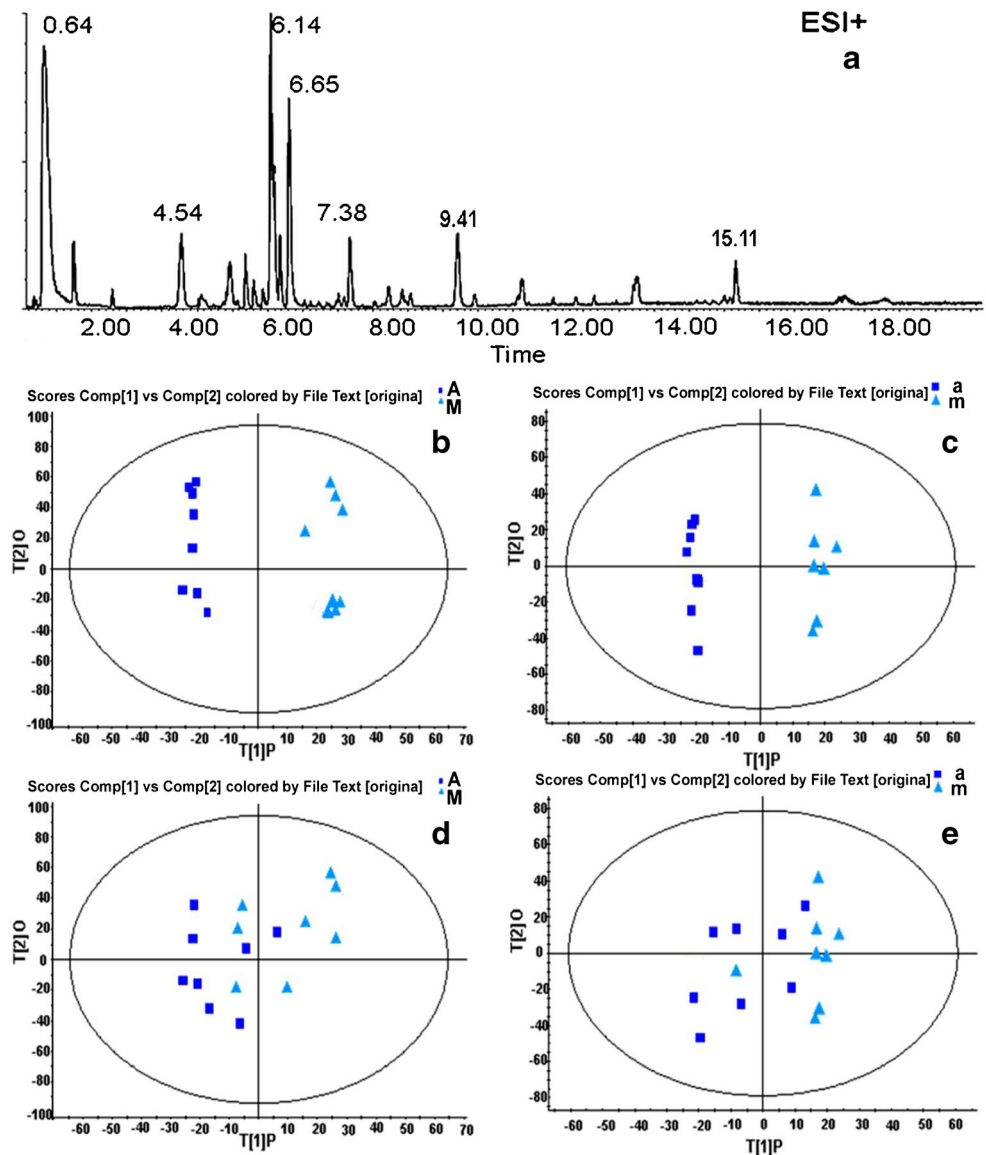 0.64
6.14
ESI+
a
6.65
4.54
7.38
9.41
15.11
2.00 4.00 6.00 8.00 10.00 12.00 14.00 16.00 18.00
Time
Scores Comp[1] vs Comp[2] colored by File Text [origina]
A
M
b
100
80
60
40
20
0
-20
-40
-60
-80
-100
T[2]O
-60 -50 -40 -30 -20 -10 0 10 20 30 40 50 60 70
T[1]P
Scores Comp[1] vs Comp[2] colored by File Text [origina]
a
m
c
80
60
40
20
0
-20
-40
-60
-80
T[2]O
-60 -50 -40 -30 -20 -10 0 10 20 30 40 50 60
T[1]P
Scores Comp[1] vs Comp[2] colored by File Text [origina]
A
M
d
100
80
60
40
20
0
-20
-40
-60
-80
-100
T[2]O
-60 -50 -40 -30 -20 -10 0 10 20 30 40 50 60 70
T[1]P
Scores Comp[1] vs Comp[2] colored by File Text [origina]
a
m
e
80
60
40
20
0
-20
-40
-60
-80
T[2]O
-60 -50 -40 -30 -20 -10 0 10 20 30 40 50 60
T[1]P